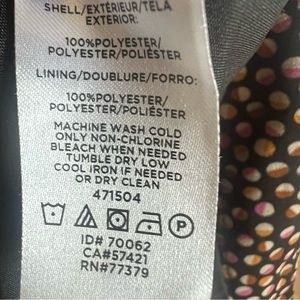 SHELL/EXTÉRIEUR/TELA
EXTERIOR:
100%POLYESTER/
POLYESTER/POLIÉSTER
LINING/DOUBLURE/FORRO:
100%POLYESTER/
POLYESTER/POLIÉSTER
MACHINE WASH COLD
ONLY NON-CHLORINE
BLEACH WHEN NEEDED
TUMBLE DRY LOW
COOL IRON IF NEEDED
OR DRY CLEAN
471504
ID# 70062
CA#57421
RN#77379